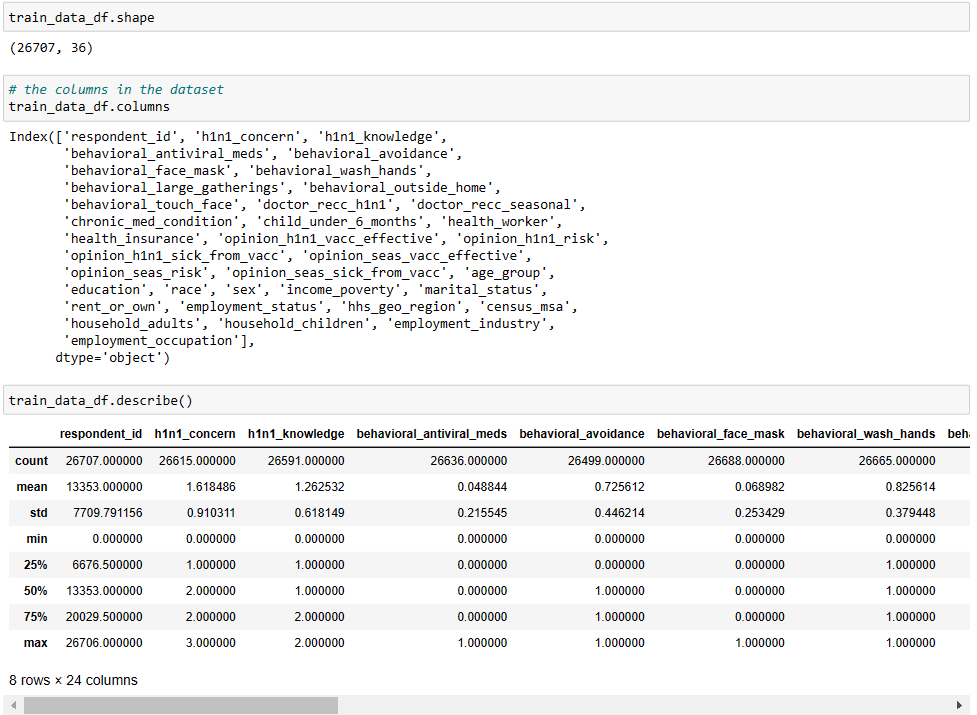 train_data_df.shape
(26707, 36)
# the columns in the dataset
train_data_df.columns
Index(['respondent_id', 'h1n1_concern', 'h1n1_knowledge',
'behavioral_antiviral_meds', 'behavioral_avoidance',
'behavioral_face_mask', 'behavioral_wash_hands',
'behavioral_large_gatherings', 'behavioral_outside_home',
'behavioral_touch_face', 'doctor_recc_h1n1', 'doctor_recc_seasonal',
'chronic_med_condition', 'child_under_6_months', 'health_worker',
'health_insurance', 'opinion_h1n1_vacc_effective', 'opinion_h1n1_risk',
'opinion_h1n1_sick_from_vacc', 'opinion_seas_vacc_effective',
'opinion_seas_risk', 'opinion_seas_sick_from_vacc', 'age_group',
'education', 'race', 'sex', 'income_poverty', 'marital_status',
'rent_or_own', 'employment_status', 'hhs_geo_region', 'census_msa',
'household_adults', 'household_children', 'employment_industry',
'employment_occupation'],
dtype='object')
train_data_df.describe()
respondent_id h1n1_concern h1n1_knowledge behavioral_antiviral_meds behavioral_avoidance behavioral_face_mask behavioral_wash_hands beha
count 26707.000000 26615.000000 26591.000000 26636.000000 26499.000000 26688.000000 26665.000000
mean 13353.000000 1.618486 1.262532 0.048844 0.725612 0.068982 0.825614
std 7709.791156 0.910311 0.618149 0.215545 0.446214 0.253429 0.379448
min 0.000000 0.000000 0.000000 0.000000 0.000000 0.000000 0.000000
25% 6676.500000 1.000000 1.000000 0.000000 0.000000 0.000000 1.000000
50% 13353.000000 2.000000 1.000000 0.000000 1.000000 0.000000 1.000000
75% 20029.500000 2.000000 2.000000 0.000000 1.000000 0.000000 1.000000
max 26706.000000 3.000000 2.000000 1.000000 1.000000 1.000000 1.000000
8 rows × 24 columns